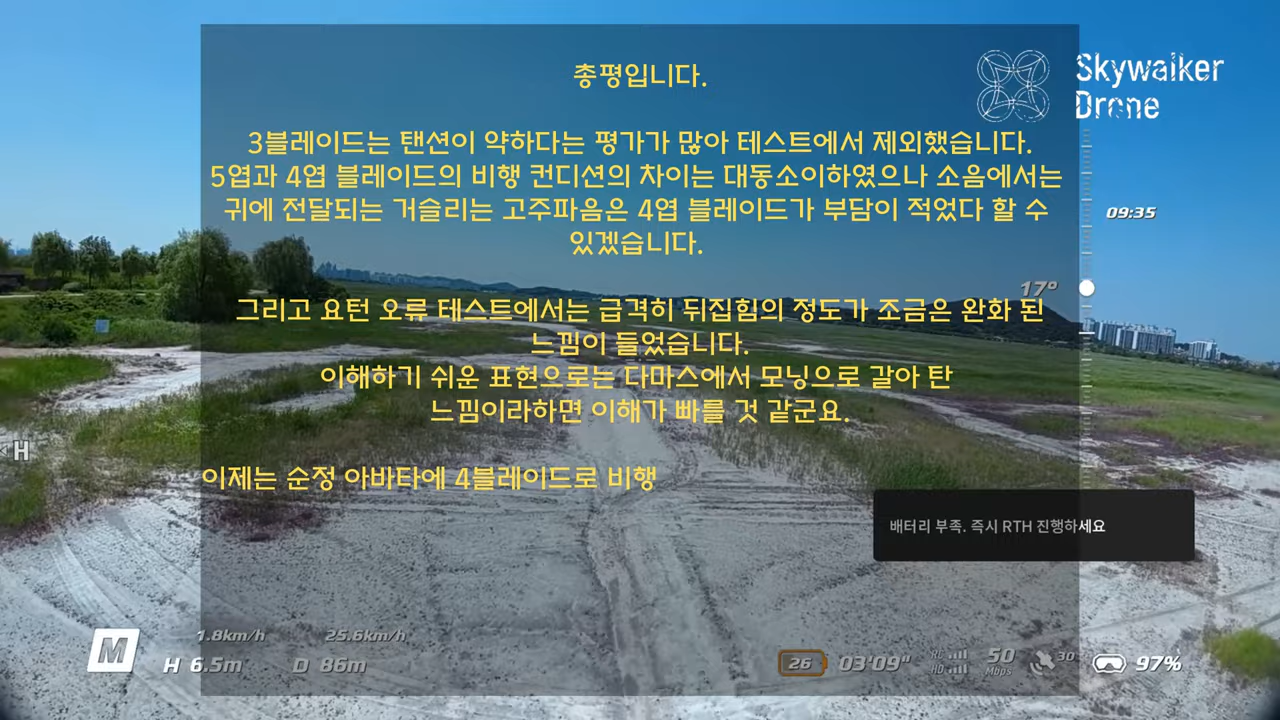 총평입니다.
Skywalker
Drone
3블레이드는 탠션이 약하다는 평가가 많아 테스트에서 제외했습니다.
5엽과 4엽 블레이드의 비행 컨디션의 차이는 대동소이하였으나 소음에서는
귀에 전달되는 거슬리는 고주파음은 4엽 블레이드가 부담이 적었다 할 수
있겠습니다.
09:35
17°
그리고 요턴 오류 테스트에서는 급격히 뒤집힘의 정도가 조금은 완화 된
느낌이 들었습니다.
이해하기 쉬운 표현으로는 다마스에서 모닝으로 갈아 탄
느낌이라하면 이해가 빠를 것 같군요.
H
이제는 순정 아바타에 4블레이드로 비행
배터리 부족. 즉시 RTH 진행하세요
M
1.8km/h 25.6km/h
H 6.5m D 86m
26 03'09" RC HD 50 Mbps 30 97%